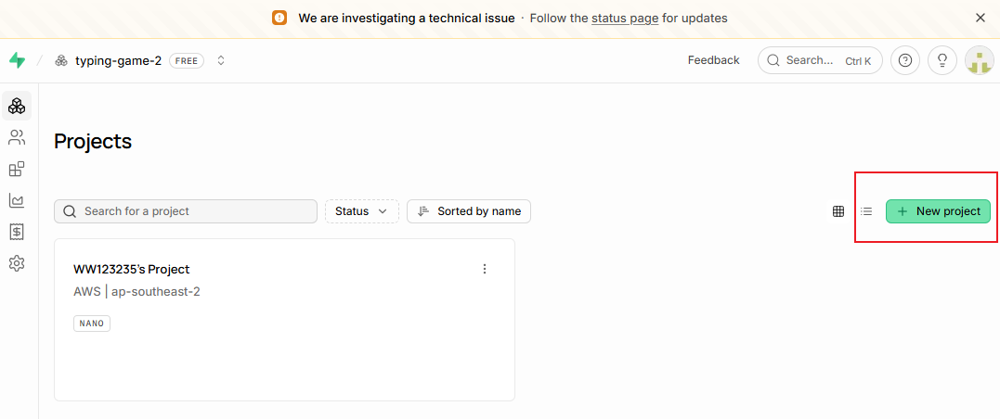 We are investigating a technical issue · Follow the status page for updates
typing-game-2 FREE Feedback Search... Ctrl K
Projects
Search for a project Status Sorted by name New project
WW123235's Project
AWS | ap-southeast-2
NANO